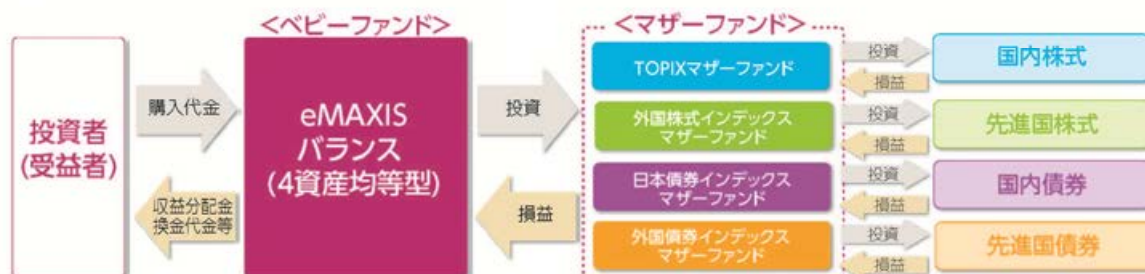 <ベビーファンド>
<マザーファンド>
投資者
(受益者)
購入代金
収益分配金
換金代金等
eMAXIS
バランス
(4資産均等型)
投資
損益
TOPIXマザーファンド
投資
損益
国内株式
外国株式インデックス
マザーファンド
投資
損益
先進国株式
日本債券インデックス
マザーファンド
投資
損益
国内債券
外国債券インデックス
マザーファンド
投資
損益
先進国債券